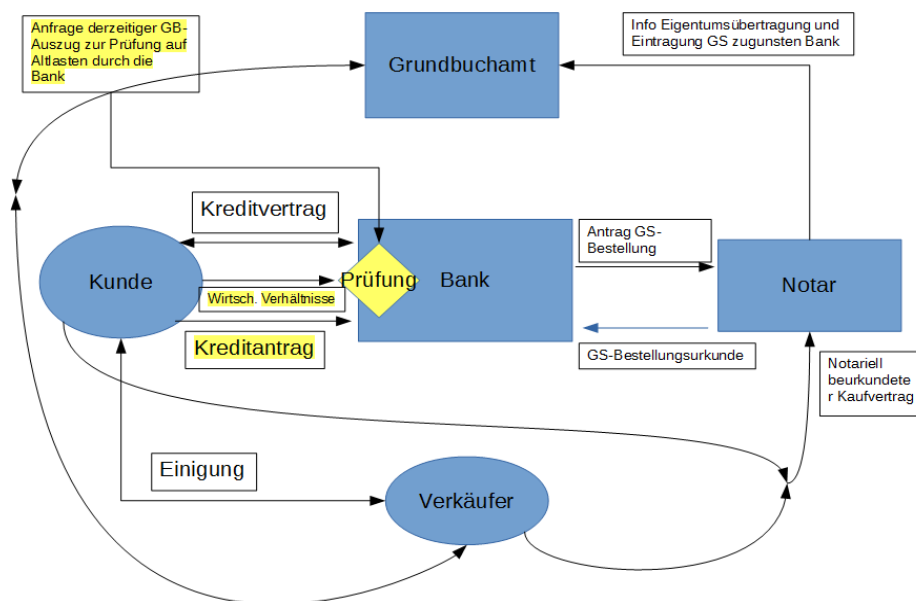 Anfrage derzeitiger GB-
Auszug zur Prüfung auf
Altlasten durch die
Bank
Info Eigentumsübertragung und
Eintragung GS zugunsten Bank
Grundbuchamt
Kreditvertrag
Antrag GS-
Bestellung
Kunde
Prüfung
Bank
Notar
Wirtsch. Verhältnisse
Kreditantrag
GS-Bestellungsurkunde
Notariell
beurkundete
r Kaufvertrag
Einigung
Verkäufer